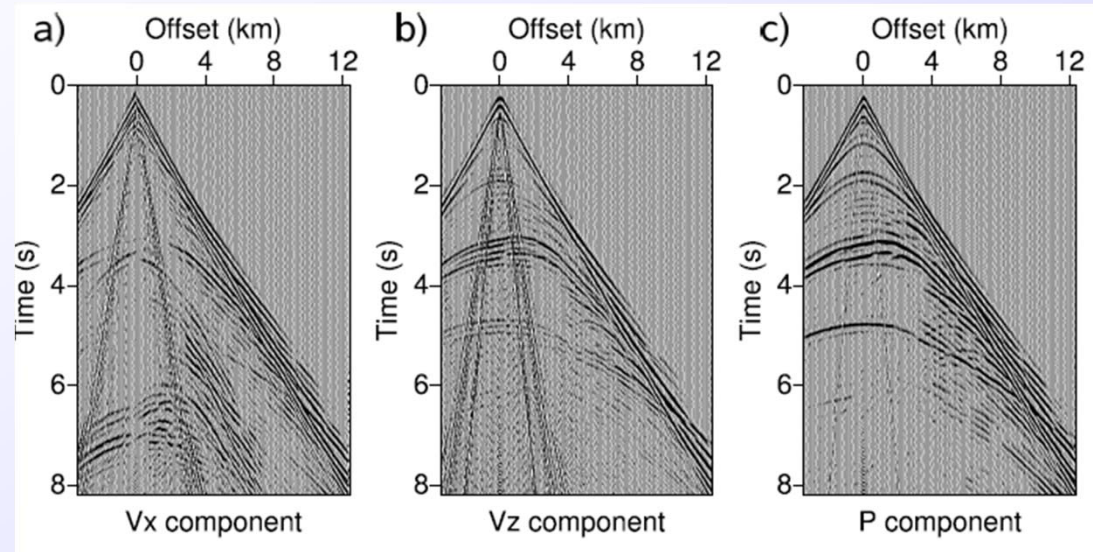 a) Offset (km)
0 4 8 12
0
2
4
6
8
Time (s)
Vx component
b) Offset (km)
0 4 8 12
0
2
4
6
8
Time (s)
Vz component
c) Offset (km)
0 4 8 12
0
2
4
6
8
Time (s)
P component